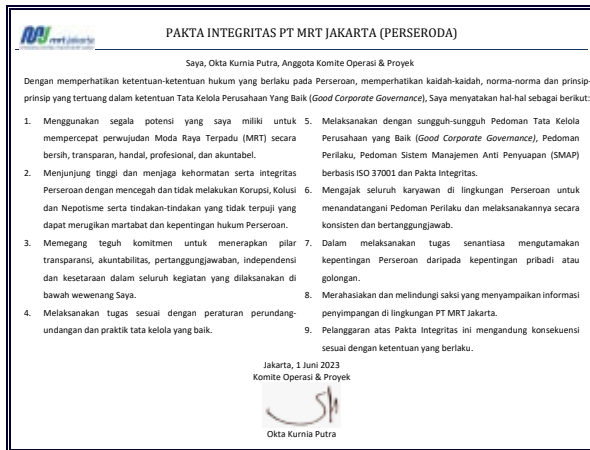 mrt jakarta
PAKTA INTEGRITAS PT MRT JAKARTA (PERSERODA)
Saya, Okta Kurnia Putra, Anggota Komite Operasi & Proyek
Dengan memperhatikan ketentuan-ketentuan hukum yang berlaku pada Perseroan, memperhatikan kaidah-kaidah, norma-norma dan prinsip-
prinsip yang tertuang dalam ketentuan Tata Kelola Perusahaan Yang Baik (Good Corporate Governance), Saya menyatakan hal-hal sebagai berikut:
1. Menggunakan segala potensi yang saya miliki untuk
mempercepat perwujudan Moda Raya Terpadu (MRT) secara
bersih, transparan, handal, profesional, dan akuntabel.
2. Menjunjung tinggi dan menjaga kehormatan serta integritas
Perseroan dengan mencegah dan tidak melakukan Korupsi, Kolusi
dan Nepotisme serta tindakan-tindakan yang tidak terpuji yang
dapat merugikan martabat dan kepentingan hukum Perseroan.
3. Memegang teguh komitmen untuk menerapkan pilar
transparansi, akuntabilitas, pertanggungjawaban, independensi
dan kesetaraan dalam seluruh kegiatan yang dilaksanakan di
bawah wewenang Saya.
4. Melaksanakan tugas sesuai dengan peraturan perundang-
undangan dan praktik tata kelola yang baik.
5. Melaksanakan dengan sungguh-sungguh Pedoman Tata Kelola
Perusahaan yang Baik (Good Corporate Governance), Pedoman
Perilaku, Pedoman Sistem Manajemen Anti Penyuapan (SMAP)
berbasis ISO 37001 dan Pakta Integritas.
6. Mengajak seluruh karyawan di lingkungan Perseroan untuk
menandatangani Pedoman Perilaku dan melaksanakannya secara
konsisten dan bertanggungjawab.
7. Dalam melaksanakan tugas senantiasa mengutamakan
kepentingan Perseroan daripada kepentingan pribadi atau
golongan.
8. Merahasiakan dan melindungi saksi yang menyampaikan informasi
penyimpangan di lingkungan PT MRT Jakarta.
9. Pelanggaran atas Pakta Integritas ini mengandung konsekuensi
sesuai dengan ketentuan yang berlaku.
Jakarta, 1 Juni 2023
Komite Operasi & Proyek
Okta Kurnia Putra